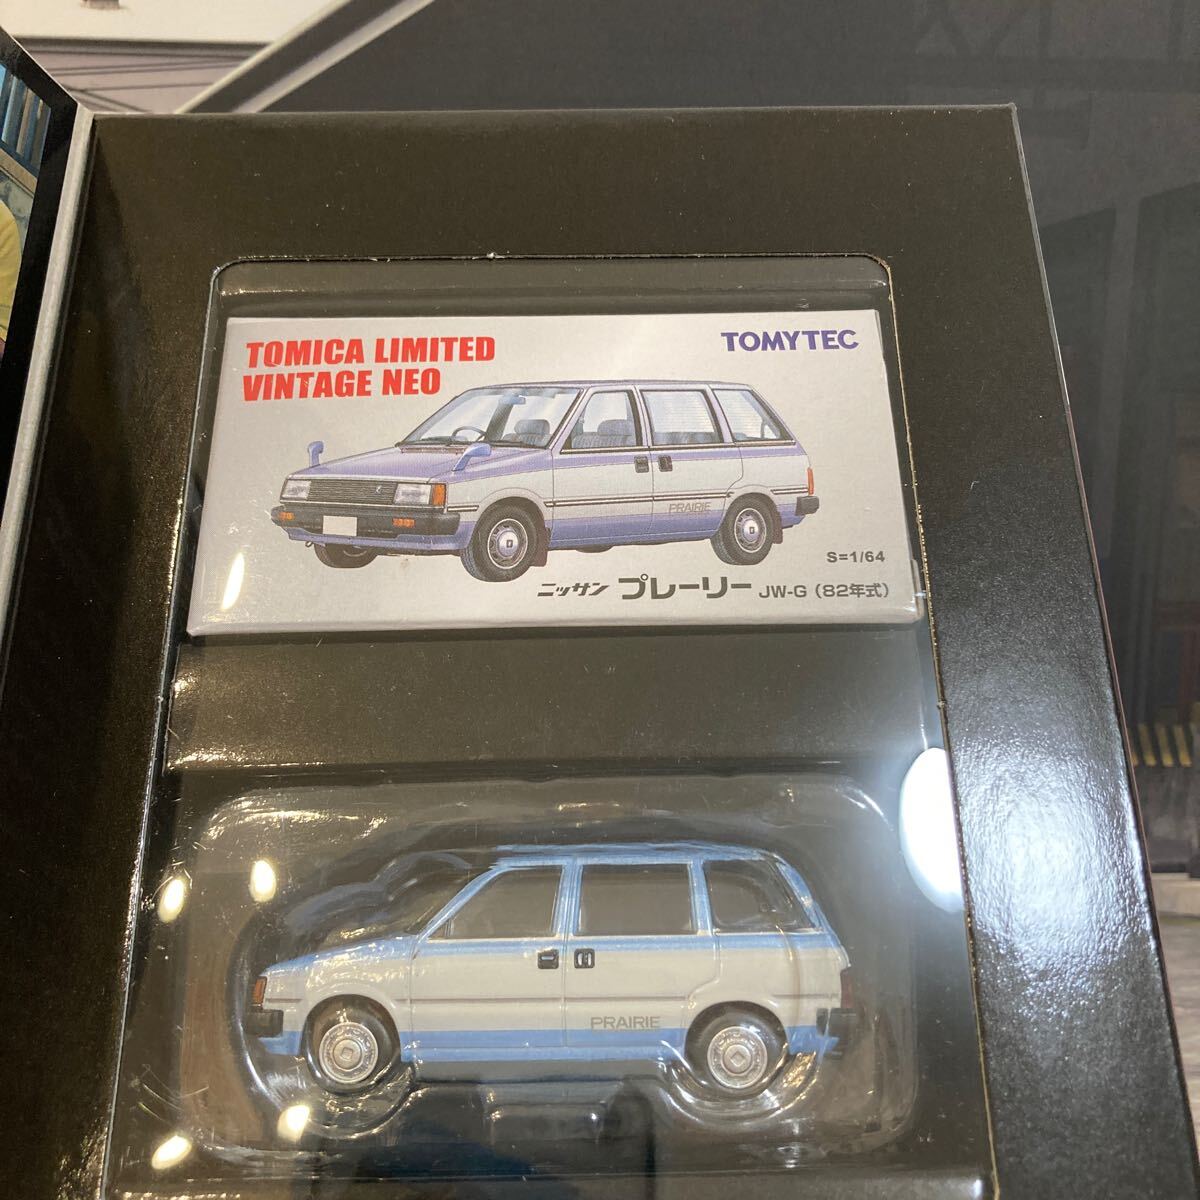 TOMICA LIMITED
VINTAGE NEO
TOMYTEC
PRAIRIE
S=1/64
ニッサン プレーリー JW-G (82年式)
PRAIRIE